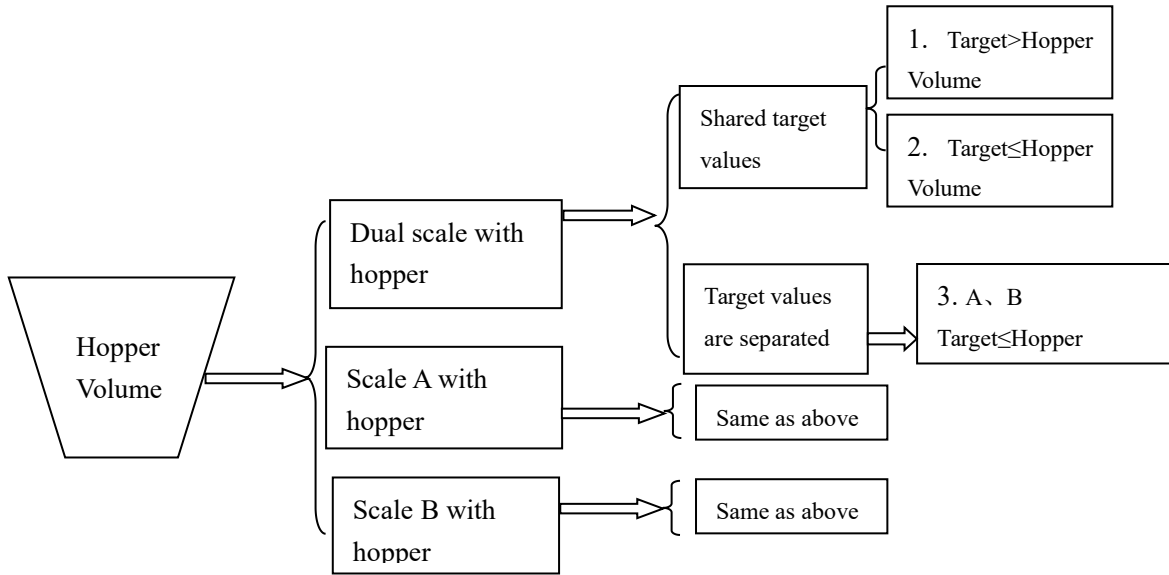 Hopper
Volume
Dual scale with
hopper
Scale A with
hopper
Scale B with
hopper
Shared target
values
Target values
are separated
Same as above
Same as above
1. Target>Hopper
Volume
2. Target≤Hopper
Volume
3. A、B
Target≤Hopper